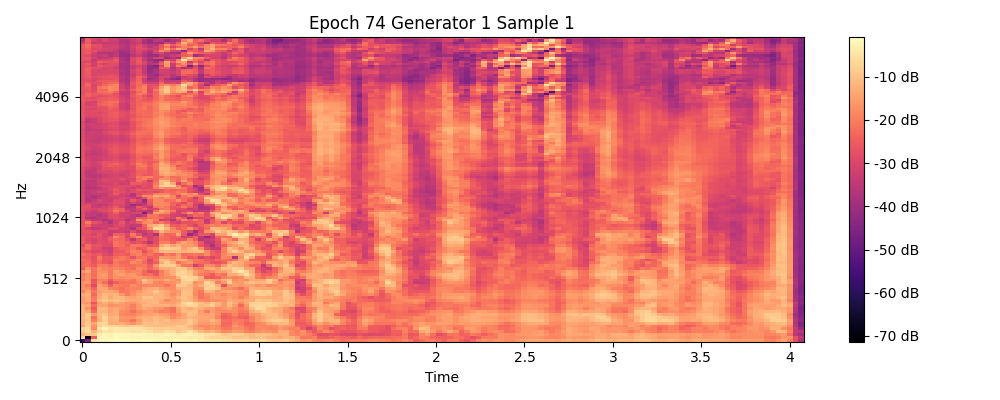 Epoch 74 Generator 1 Sample 1
Hz
4096
2048
1024
512
0
0
0.5
1
1.5
2
2.5
3
3.5
4
Time
-10 dB
-20 dB
-30 dB
-40 dB
-50 dB
-60 dB
-70 dB